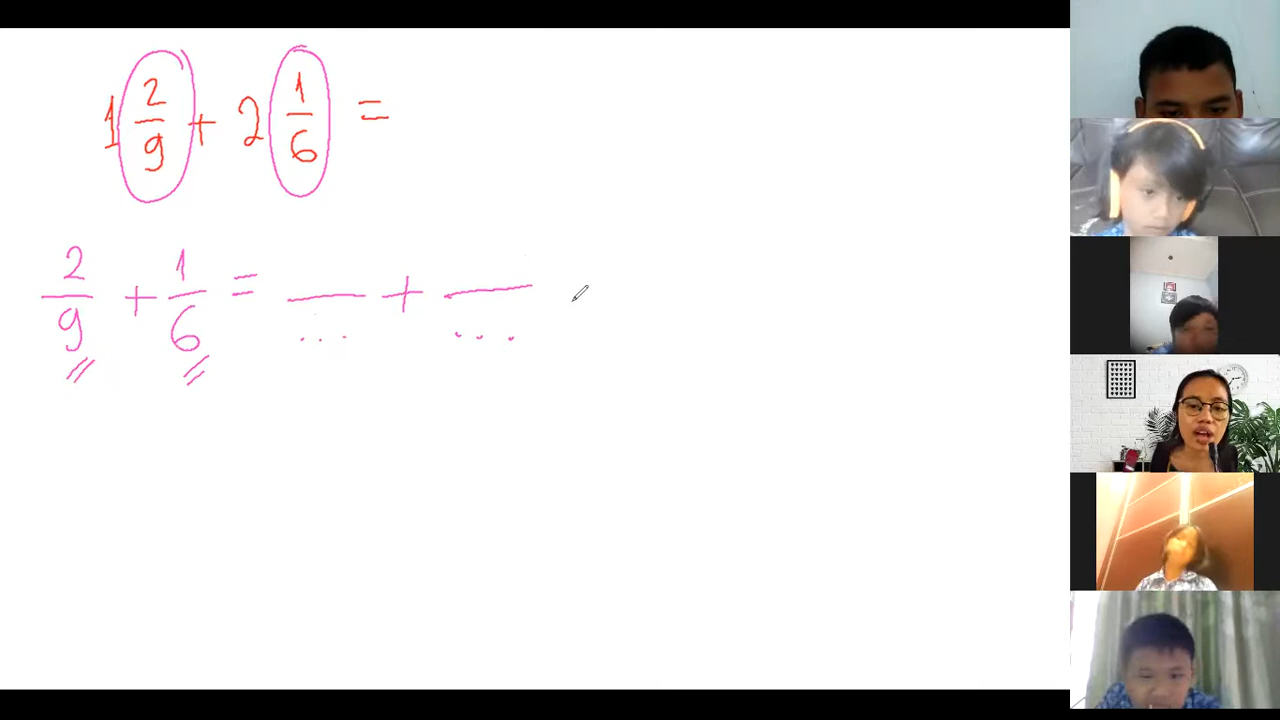 1 2/9 + 2 1/6 =
2/9 + 1/6 = —/... + —/...